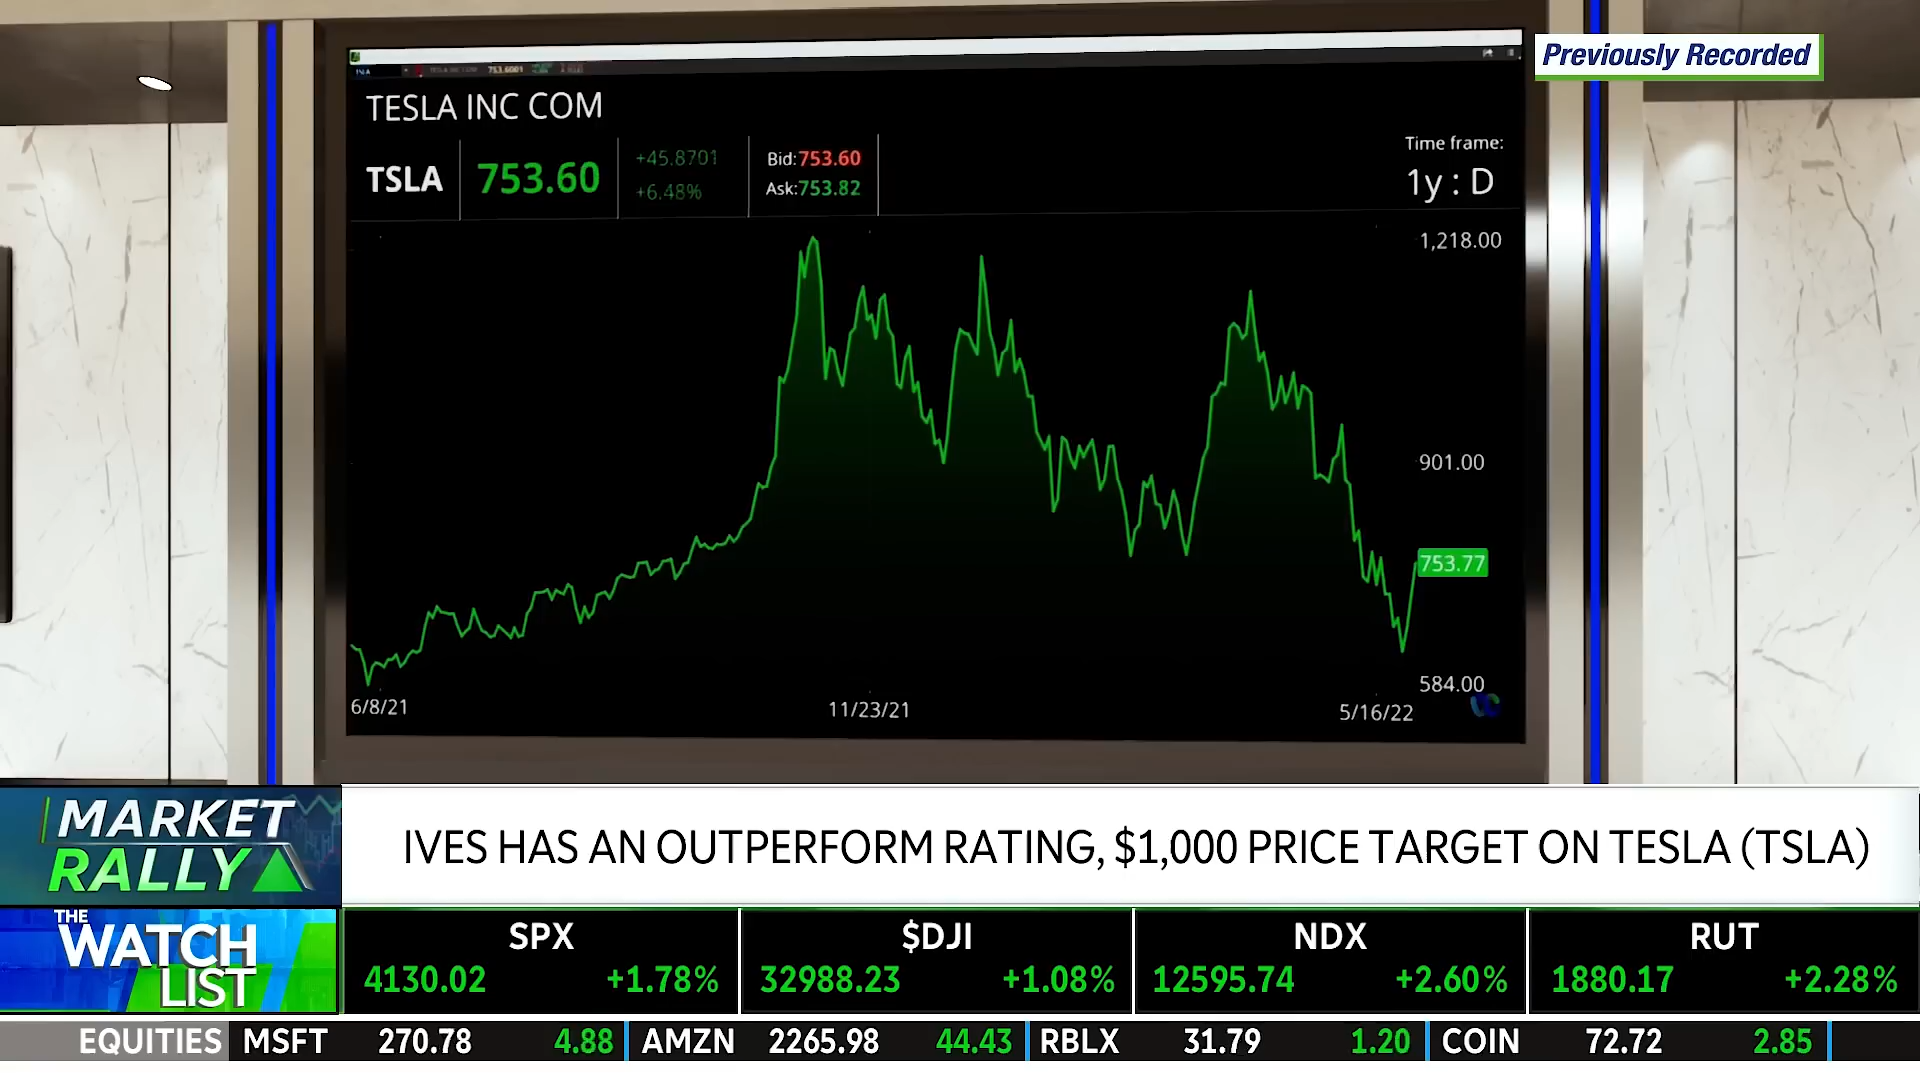 Previously Recorded
TSLA
753.6001
TESLA INC COM
TSLA
753.60
+45.8701
+6.48%
Bid:753.60
Ask:753.82
Time frame:
1y : D
1,218.00
901.00
753.77
584.00
6/8/21
11/23/21
5/16/22
MARKET
RALLY
IVES HAS AN OUTPERFORM RATING, $1,000 PRICE TARGET ON TESLA (TSLA)
THE
WATCH
LIST
SPX
4130.02 +1.78%
$DJI
32988.23 +1.08%
NDX
12595.74 +2.60%
RUT
1880.17 +2.28%
EQUITIES MSFT 270.78 4.88 AMZN 2265.98 44.43 RBLX 31.79 1.20 COIN 72.72 2.85